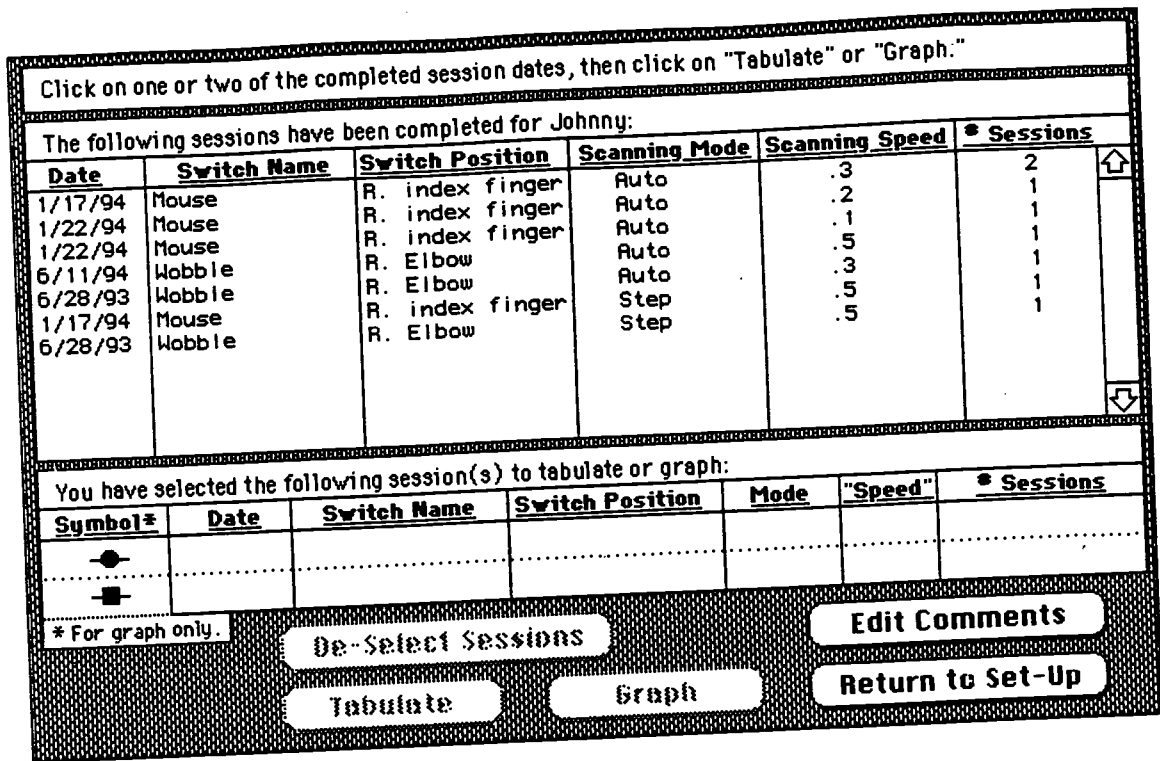 Click on one or two of the completed session dates, then click on "Tabulate" or "Graph."
The following sessions have been completed for Johnny:
Date Switch Name Switch Position Scanning Mode Scanning Speed * Sessions
1/17/94 Mouse R. index finger Auto .3 2
1/22/94 Mouse R. index finger Auto .2 1
1/22/94 Mouse R. index finger Auto .1 1
6/11/94 Wobble R. Elbow Auto .5 1
6/28/93 Wobble R. Elbow Auto .3 1
1/17/94 Mouse R. index finger Step .5 1
6/28/93 Wobble R. Elbow Step .5 1
You have selected the following session(s) to tabulate or graph:
Symbol* Date Switch Name Switch Position Mode "Speed" * Sessions
* For graph only.
De-Select Sessions
Edit Comments
Tabulate
Graph
Return to Set-Up